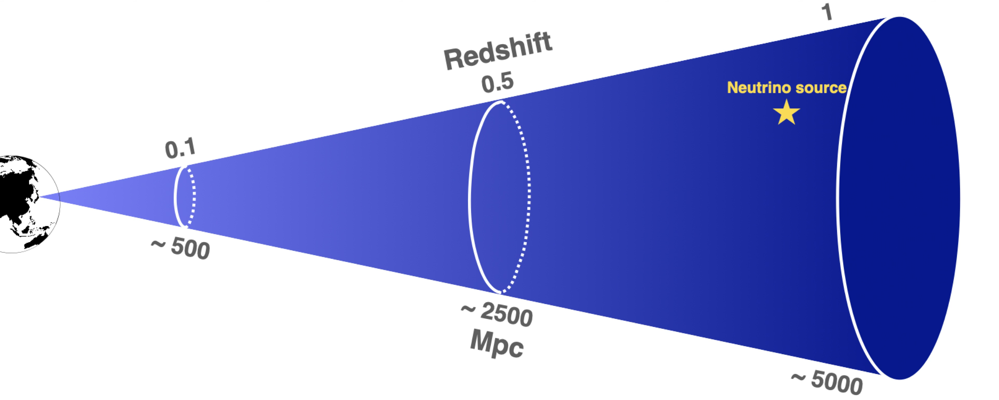 1
Redshift
0.5
Neutrino source
0.1
~ 500
~ 2500
Mpc
~ 5000